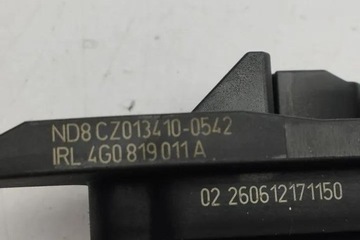 ND8 CZ013410-0542
IRL 4G0 819 011 A
02 260612171150